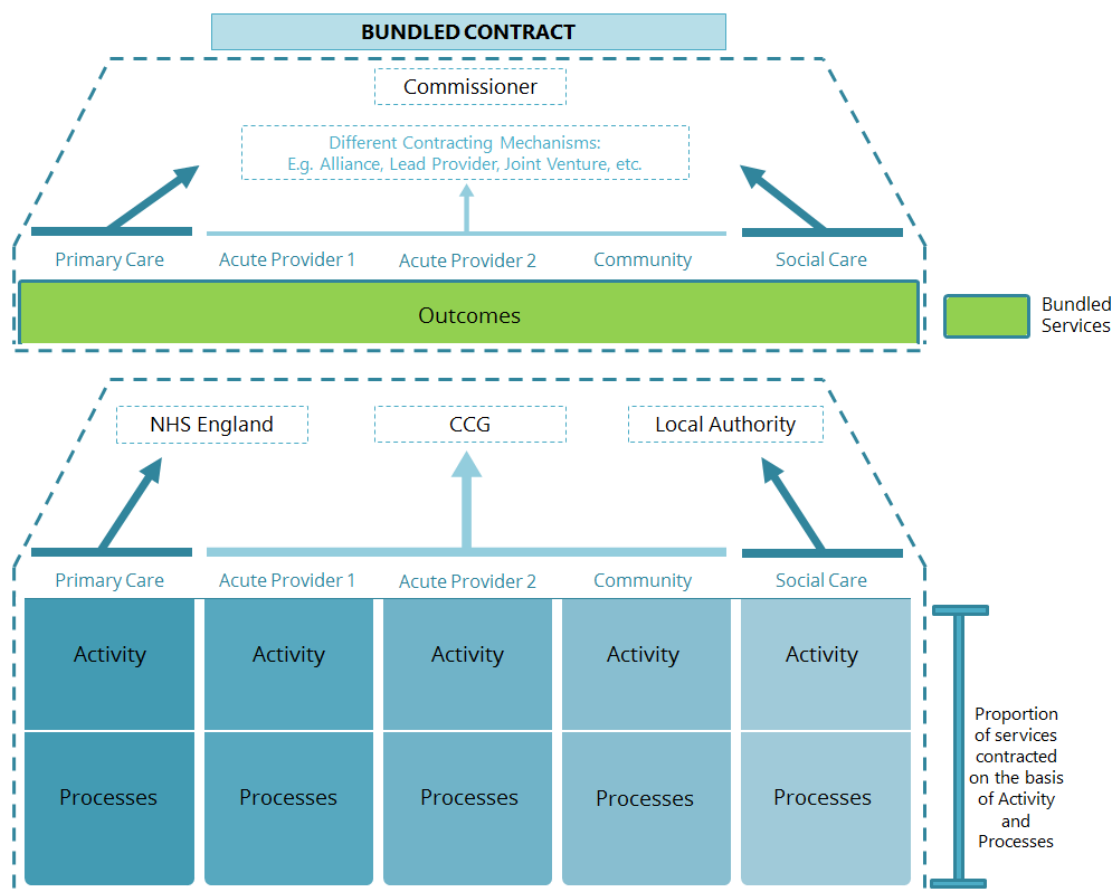 BUNDLED CONTRACT
Commissioner
Different Contracting Mechanisms:
E.g. Alliance, Lead Provider, Joint Venture, etc.
Primary Care
Acute Provider 1
Acute Provider 2
Community
Social Care
Outcomes
Bundled
Services
NHS England
CCG
Local Authority
Primary Care
Acute Provider 1
Acute Provider 2
Community
Social Care
Activity
Activity
Activity
Activity
Activity
Processes
Processes
Processes
Processes
Processes
Proportion
of services
contracted
on the basis
of Activity
and
Processes